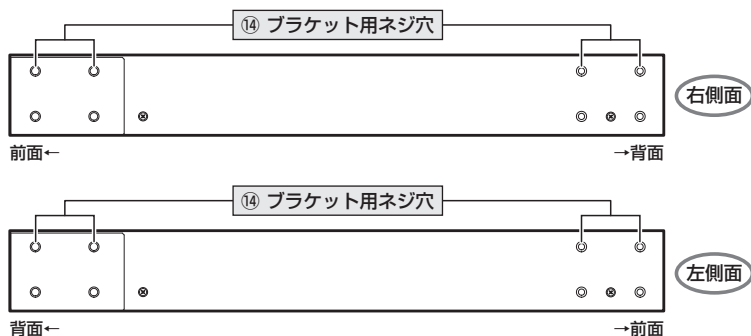 ⑭ ブラケット用ネジ穴
右側面
前面←
→背面
⑭ ブラケット用ネジ穴
左側面
背面←
→前面